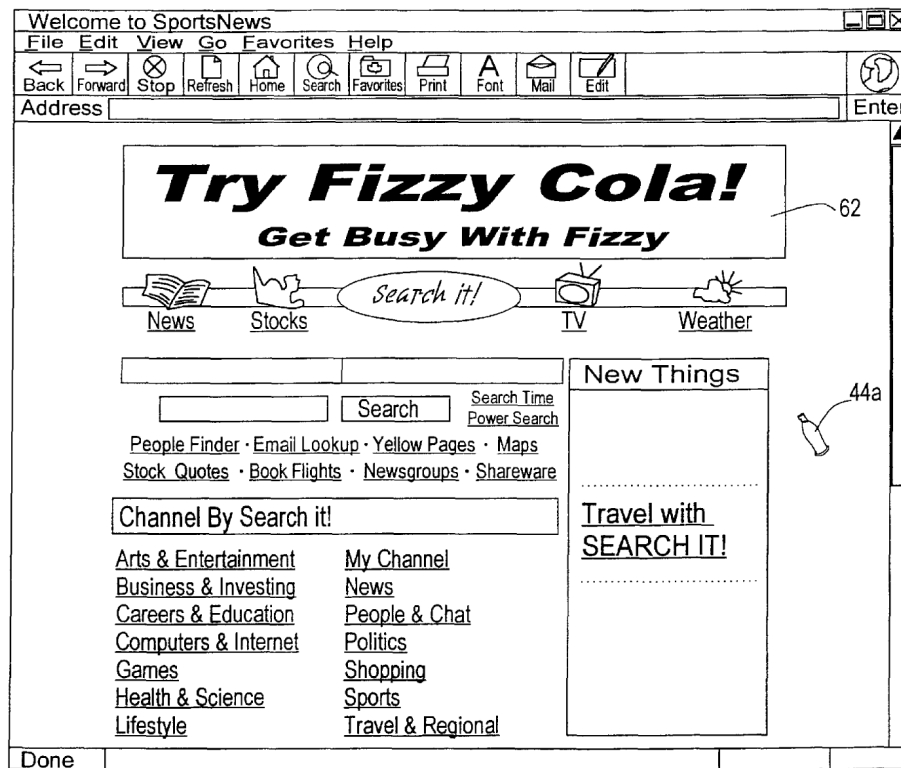 Welcome to SportsNews
File Edit View Go Favorites Help
Back Forward Stop Refresh Home Search Favorites Print Font Mail Edit
Address Enter
Try Fizzy Cola!
Get Busy With Fizzy
62
Search it!
News Stocks TV Weather
New Things
44a
Search Search Time
Power Search
People Finder · Email Lookup · Yellow Pages · Maps
Stock Quotes · Book Flights · Newsgroups · Shareware
Travel with
SEARCH IT!
Channel By Search it!
Arts & Entertainment My Channel
Business & Investing News
Careers & Education People & Chat
Computers & Internet Politics
Games Shopping
Health & Science Sports
Lifestyle Travel & Regional
Done